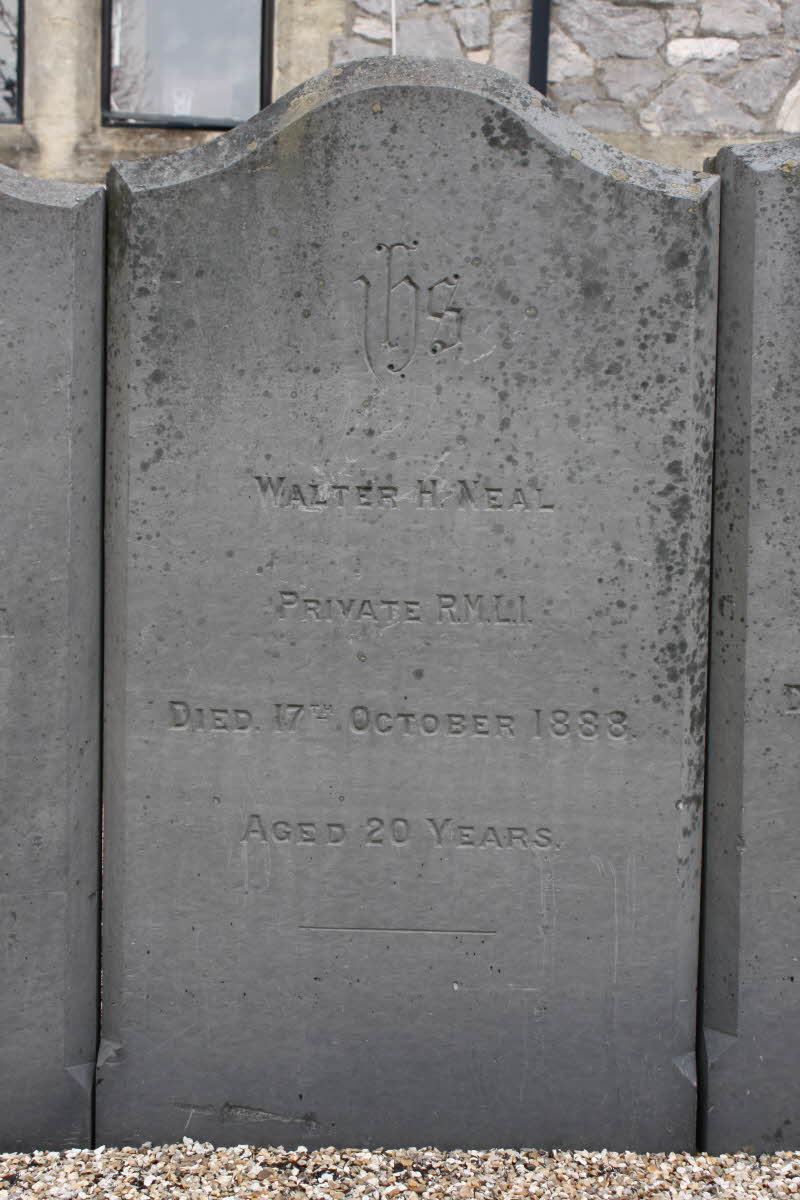 ihs
WALTER H. NEAL
PRIVATE R.M.L.I.
DIED. 17TH. OCTOBER 1888.
AGED 20 YEARS.